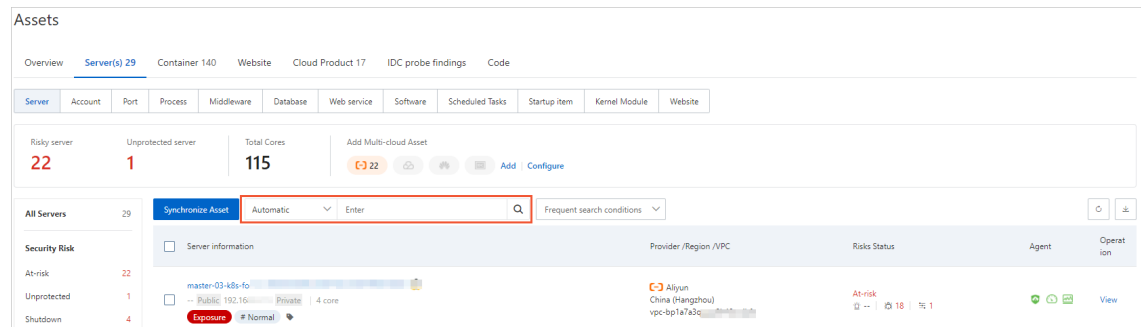 Assets
Overview Server(s) 29 Container 140 Website Cloud Product 17 IDC probe findings Code
Server Account Port Process Middleware Database Web service Software Scheduled Tasks Startup item Kernel Module Website
Risky server Unprotected server Total Cores Add Multi-cloud Asset
22 1 115 22 Add Configure
All Servers 29 Synchronize Asset Automatic Enter Frequent search conditions
Security Risk Server information Provider /Region /VPC Risks Status Agent Operat
ion
At-risk 22
Unprotected 1
Shutdown 4
master-03-k8s-fo
-- Public 192.16 Private 4 core
Exposure # Normal
Aliyun
China (Hangzhou)
vpc-bp1a7a3q
At-risk
-- 18 1
View